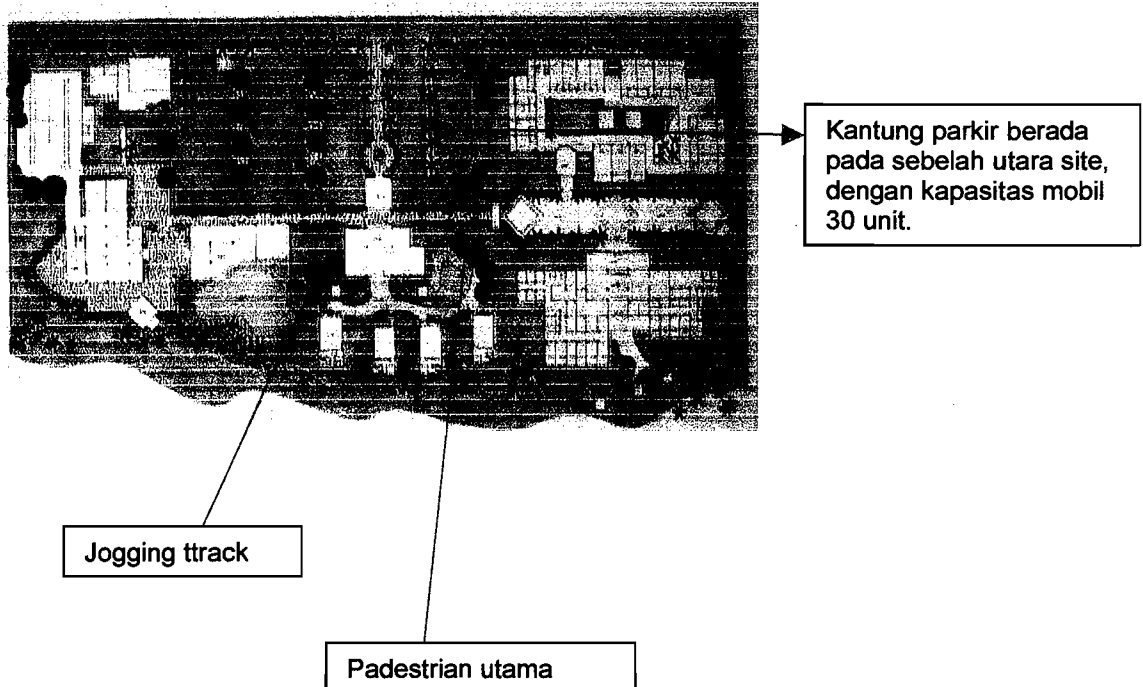 Kantung parkir berada
pada sebelah utara site,
dengan kapasitas mobil
30 unit.
Jogging ttrack
Padestrian utama